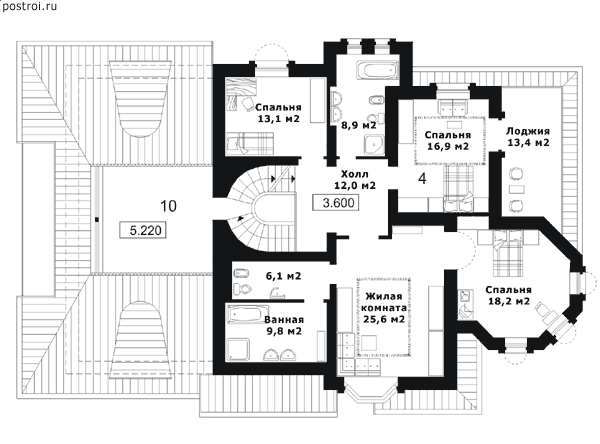 postroi.ru
Спальня
13,1 м2
8,9 м2
Спальня
16,9 м2
Лоджия
13,4 м2
Холл
12,0 м2
4
3.600
10
5.220
6,1 м2
Ванная
9,8 м2
Жилая
комната
25,6 м2
Спальня
18,2 м2